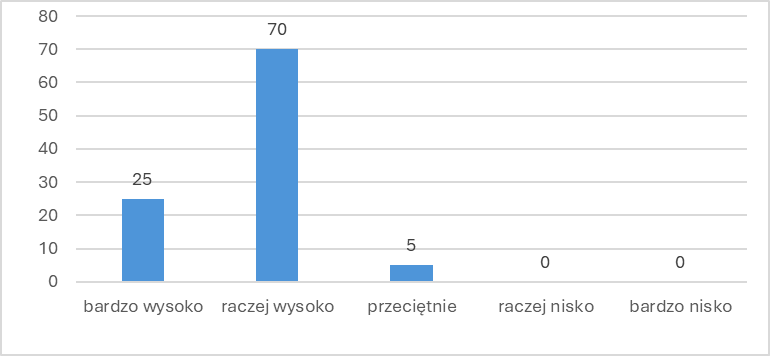 80
70
60
50
40
30
20
10
0
25
70
5
0
0
bardzo wysoko
raczej wysoko
przeciętnie
raczej nisko
bardzo nisko